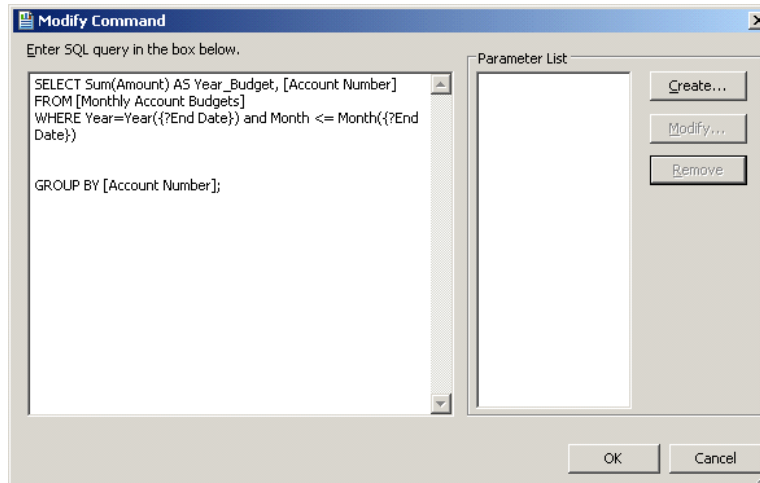 Modify Command
Enter SQL query in the box below.
SELECT Sum(Amount) AS Year_Budget, [Account Number]
FROM [Monthly Account Budgets]
WHERE Year=Year({?End Date}) and Month <= Month({?End
Date})
GROUP BY [Account Number];
Parameter List
Create...
Modify...
Remove
OK
Cancel